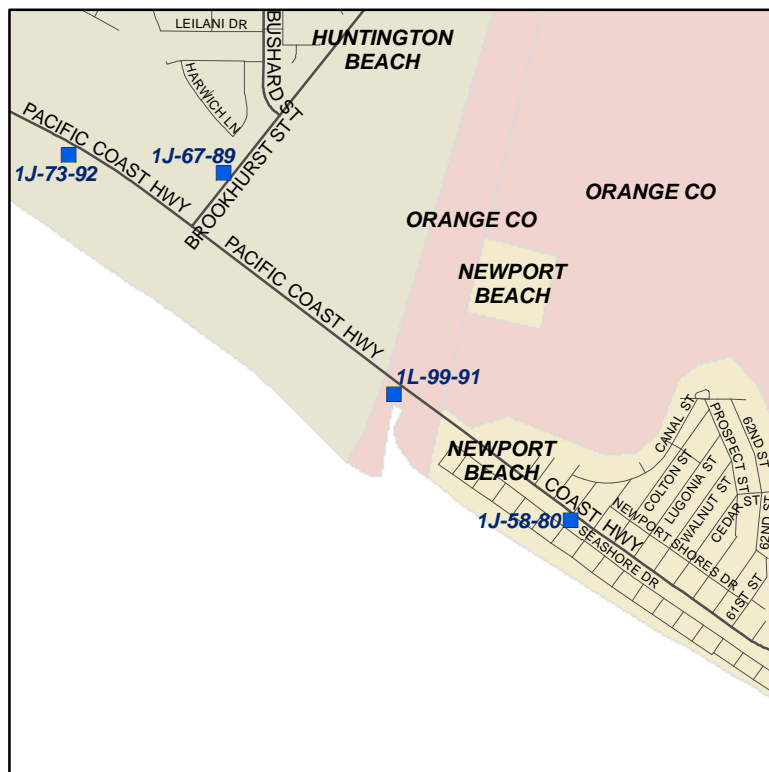 LEILANI DR
BUSHARD ST
HUNTINGTON
BEACH
HARWICH LN
PACIFIC COAST HWY
1J-73-92
1J-67-89
BROOKHURST ST
ORANGE CO
ORANGE CO
PACIFIC COAST HWY
NEWPORT
BEACH
1L-99-91
NEWPORT
BEACH
COAST HWY
1J-58-80
SEASHORE DR
CANAL ST
COLTON ST
LUGONIA ST
WALNUT ST
CEDAR ST
PROSPECT ST
62ND ST
62ND ST
NEWPORT SHORES DR
61ST ST